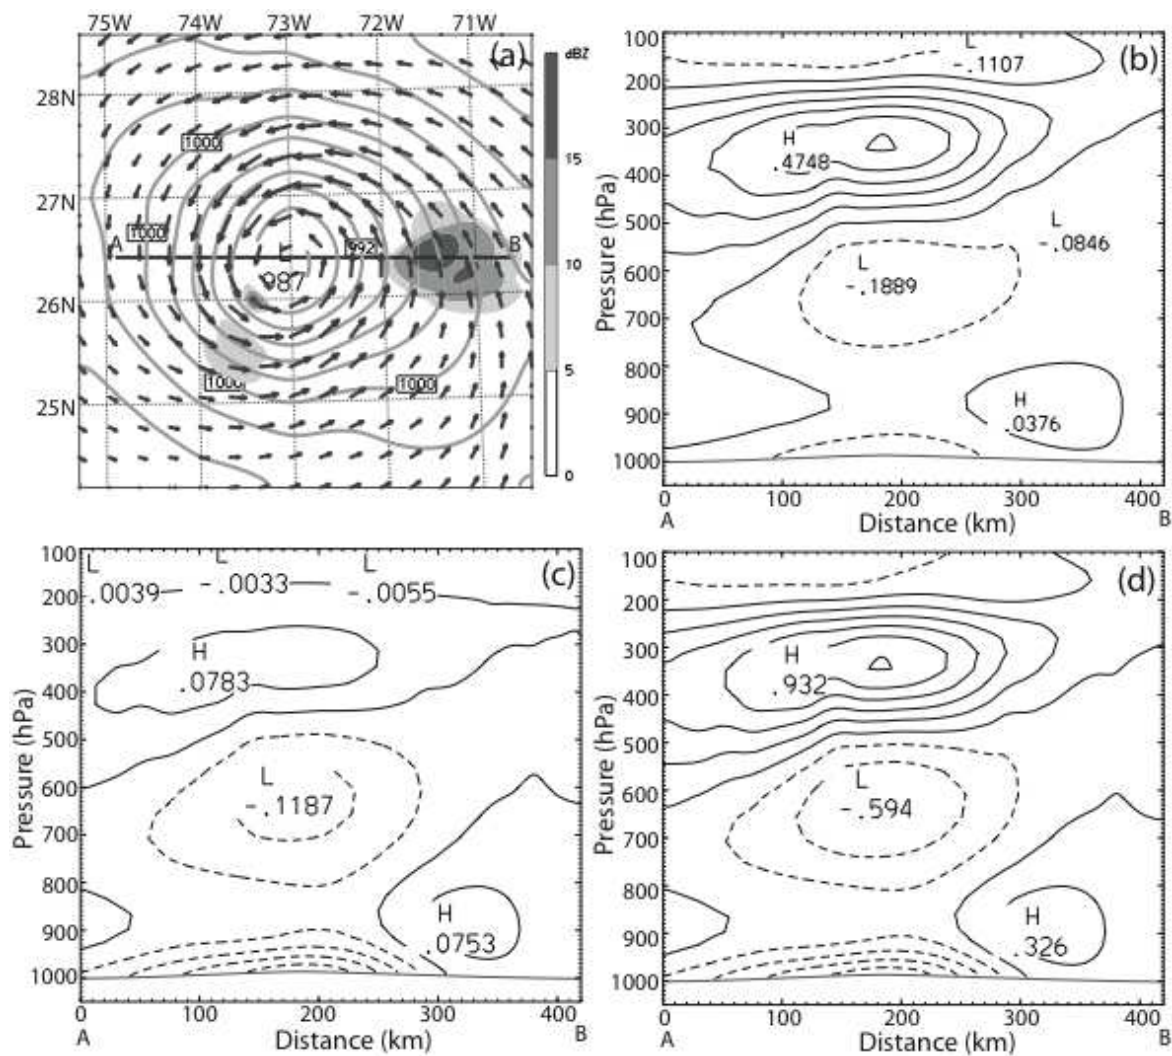 75W 74W 73W 72W 71W
(a)
dBZ
28N
27N
26N
25N
1000
1000
A
992
B
L
987
1000
1000
15
10
5
0
(b)
100
200
300
400
500
600
700
800
900
1000
Pressure (hPa)
L
-.1107
H
.4748
L
-.0846
L
-.1889
H
.0376
0 100 200 300 400
A Distance (km) B
(c)
100
200
300
400
500
600
700
800
900
1000
Pressure (hPa)
L
-.0039
L
-.0033
L
-.0055
H
.0783
L
-.1187
H
.0753
0 100 200 300 400
A Distance (km) B
(d)
100
200
300
400
500
600
700
800
900
1000
Pressure (hPa)
H
.932
L
-.594
H
.326
0 100 200 300 400
A Distance (km) B